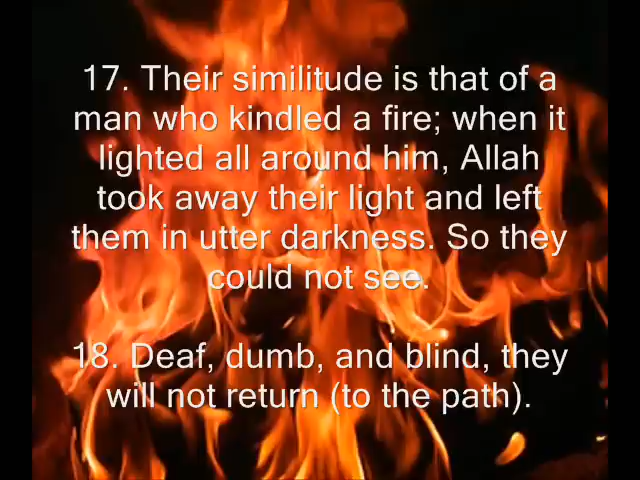 17. Their similitude is that of a
man who kindled a fire; when it
lighted all around him, Allah
took away their light and left
them in utter darkness. So they
could not see.
18. Deaf, dumb, and blind, they
will not return (to the path).